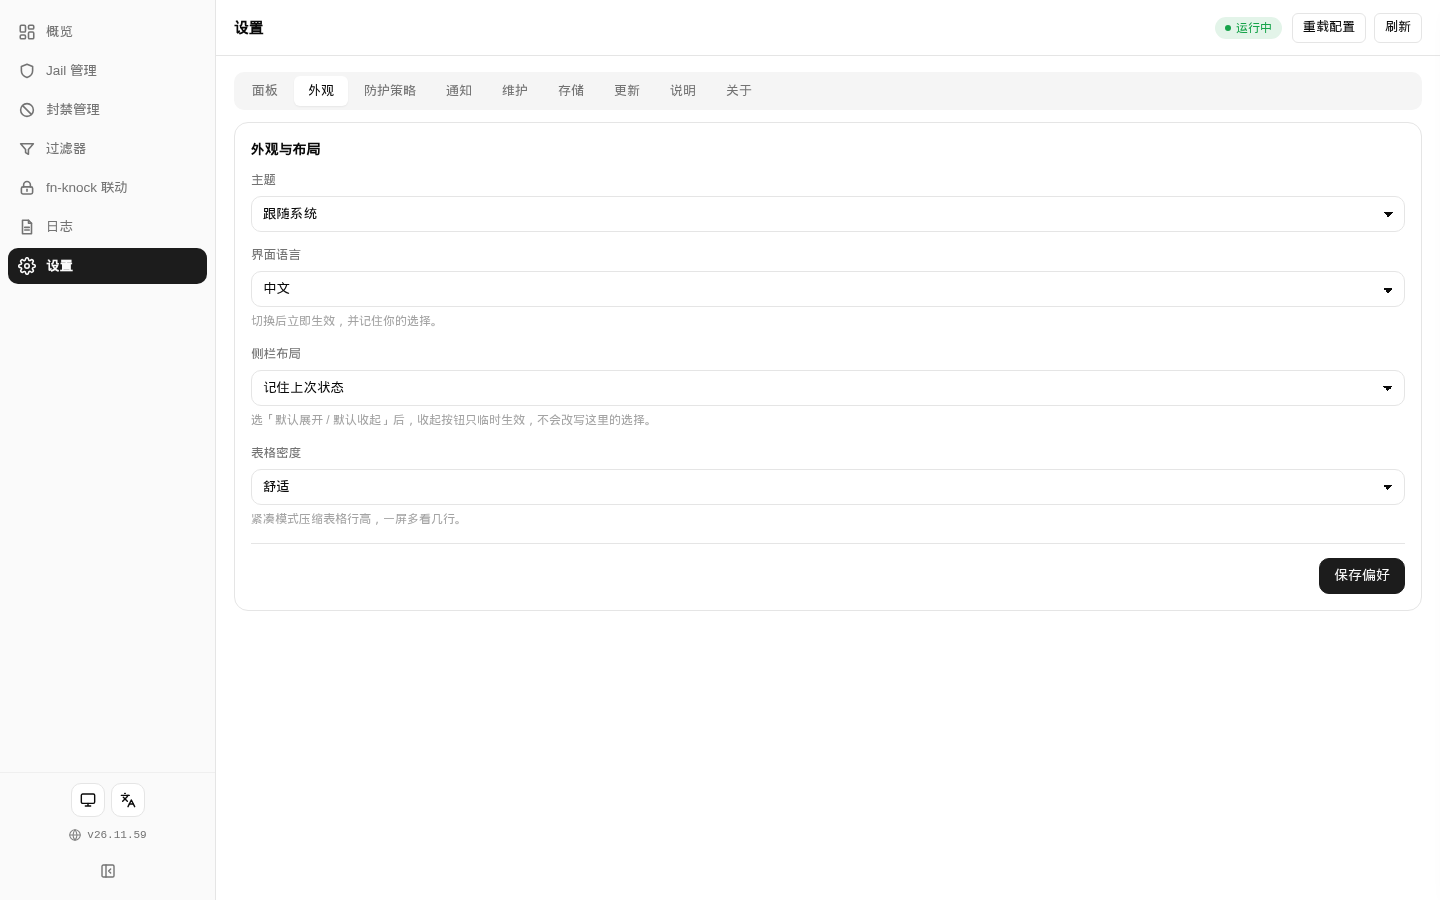 概览
Jail 管理
封禁管理
过滤器
fn-knock 联动
日志
设置
v26.11.59
设置
运行中
重载配置
刷新
面板
外观
防护策略
通知
维护
存储
更新
说明
关于
外观与布局
主题
跟随系统
界面语言
中文
切换后立即生效，并记住你的选择。
侧栏布局
记住上次状态
选「默认展开 / 默认收起」后，收起按钮只临时生效，不会改写这里的选择。
表格密度
舒适
紧凑模式压缩表格行高，一屏多看几行。
保存偏好